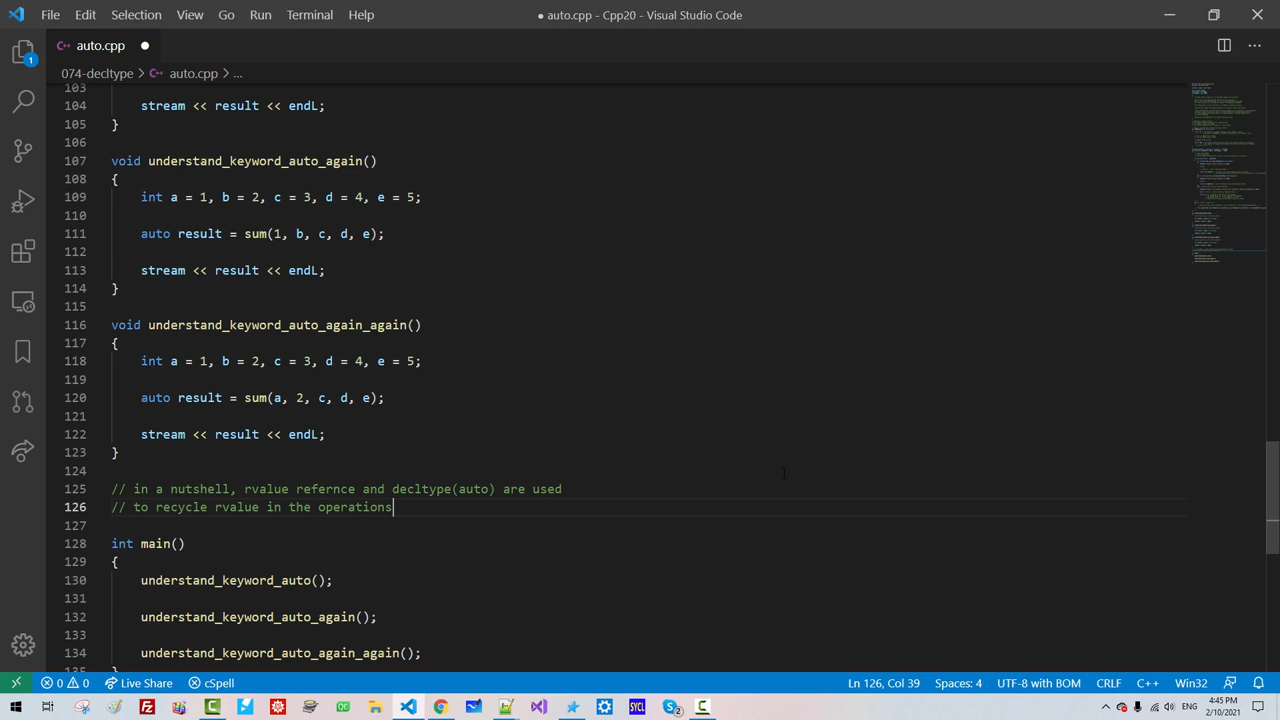 File Edit Selection View Go Run Terminal Help
● auto.cpp - Cpp20 - Visual Studio Code
1
C++ auto.cpp
074-decltype > C++ auto.cpp > ...
103
104 stream << result << endL;
105 }
106
107 void understand_keyword_auto_again()
108 {
109 int a = 1, b = 2, c = 3, d = 4, e = 5;
110
111 auto result = sum(1, b, c, d, e);
112
113 stream << result << endL;
114 }
115
116 void understand_keyword_auto_again_again()
117 {
118 int a = 1, b = 2, c = 3, d = 4, e = 5;
119
120 auto result = sum(a, 2, c, d, e);
121
122 stream << result << endL;
123 }
124
125 // in a nutshell, rvalue refernce and decltype(auto) are used
126 // to recycle rvalue in the operations
127
128 int main()
129 {
130 understand_keyword_auto();
131
132 understand_keyword_auto_again();
133
134 understand_keyword_auto_again_again();
135 }
0 0 Live Share cSpell
Ln 126, Col 39 Spaces: 4 UTF-8 with BOM CRLF C++ Win32
SYCL
2
ENG
4:45 PM
2/10/2021